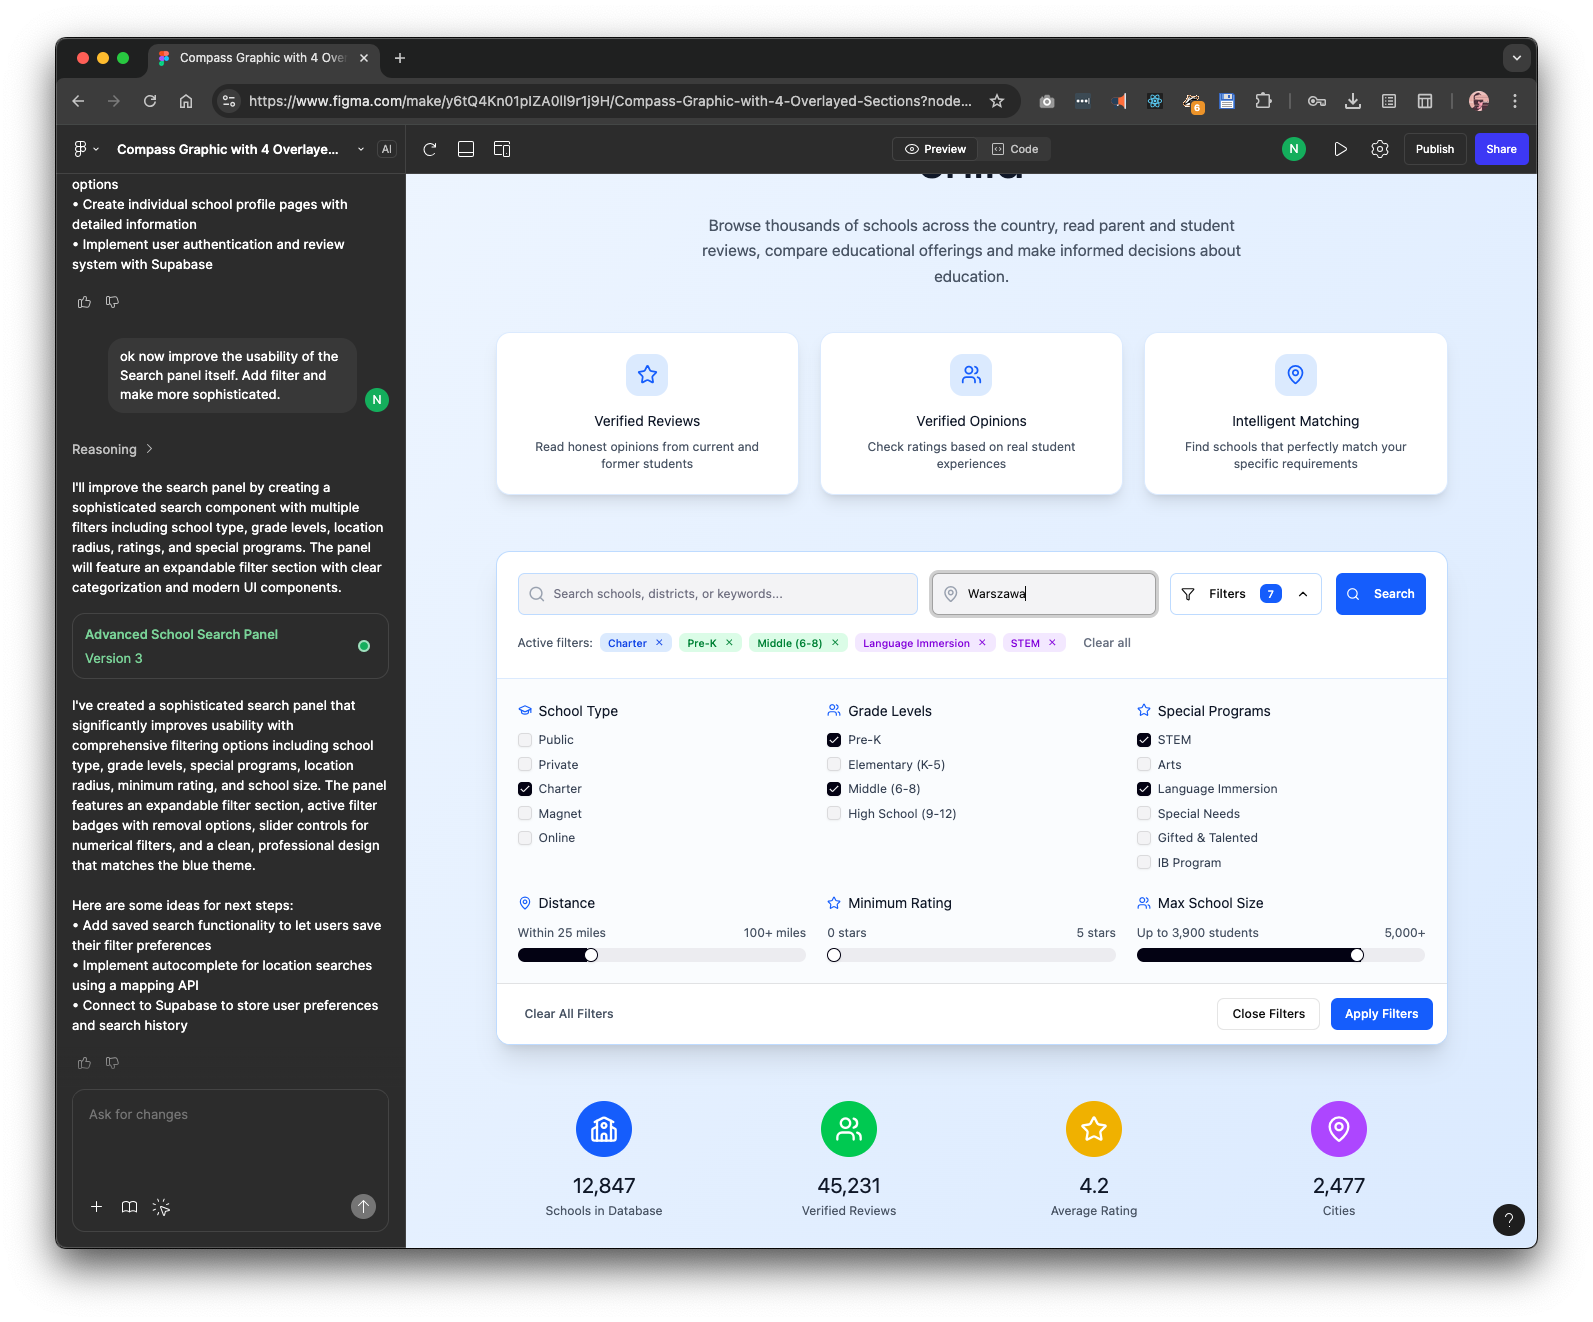 Compass Graphic with 4 Over
https://www.figma.com/make/y6tQ4Kn01pIZA0Il9r1j9H/Compass-Graphic-with-4-Overlayed-Sections?node...
6
Compass Graphic with 4 Overlaye...
AI
Preview
Code
N
Publish
Share
options
• Create individual school profile pages with
detailed information
• Implement user authentication and review
system with Supabase
ok now improve the usability of the
Search panel itself. Add filter and
make more sophisticated.
N
Reasoning
I'll improve the search panel by creating a
sophisticated search component with multiple
filters including school type, grade levels, location
radius, ratings, and special programs. The panel
will feature an expandable filter section with clear
categorization and modern UI components.
Advanced School Search Panel
Version 3
I've created a sophisticated search panel that
significantly improves usability with
comprehensive filtering options including school
type, grade levels, special programs, location
radius, minimum rating, and school size. The panel
features an expandable filter section, active filter
badges with removal options, slider controls for
numerical filters, and a clean, professional design
that matches the blue theme.
Here are some ideas for next steps:
• Add saved search functionality to let users save
their filter preferences
• Implement autocomplete for location searches
using a mapping API
• Connect to Supabase to store user preferences
and search history
Ask for changes
Browse thousands of schools across the country, read parent and student
reviews, compare educational offerings and make informed decisions about
education.
Verified Reviews
Read honest opinions from current and
former students
Verified Opinions
Check ratings based on real student
experiences
Intelligent Matching
Find schools that perfectly match your
specific requirements
Search schools, districts, or keywords...
Warszawa
Filters 7
Search
Active filters: Charter × Pre-K × Middle (6-8) × Language Immersion × STEM × Clear all
School Type
Public
Private
Charter
Magnet
Online
Grade Levels
Pre-K
Elementary (K-5)
Middle (6-8)
High School (9-12)
Special Programs
STEM
Arts
Language Immersion
Special Needs
Gifted & Talented
IB Program
Distance
Within 25 miles 100+ miles
Minimum Rating
0 stars 5 stars
Max School Size
Up to 3,900 students 5,000+
Clear All Filters
Close Filters
Apply Filters
12,847
Schools in Database
45,231
Verified Reviews
4.2
Average Rating
2,477
Cities
?